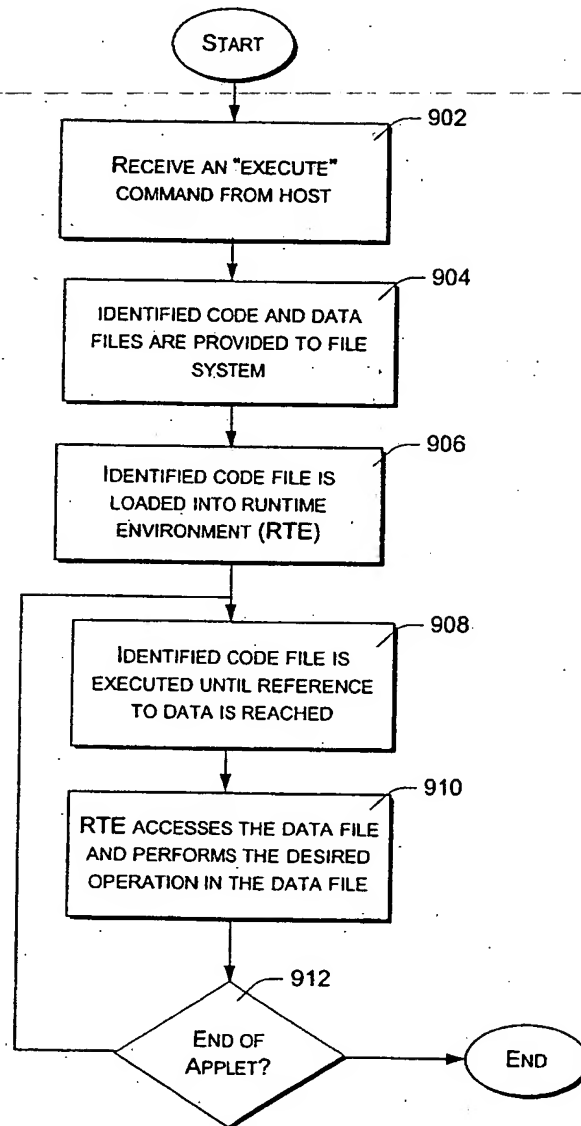 START
902
RECEIVE AN "EXECUTE"
COMMAND FROM HOST
904
IDENTIFIED CODE AND DATA
FILES ARE PROVIDED TO FILE
SYSTEM
906
IDENTIFIED CODE FILE IS
LOADED INTO RUNTIME
ENVIRONMENT (RTE)
908
IDENTIFIED CODE FILE IS
EXECUTED UNTIL REFERENCE
TO DATA IS REACHED
910
RTE ACCESSES THE DATA FILE
AND PERFORMS THE DESIRED
OPERATION IN THE DATA FILE
912
END OF
APPLET?
END